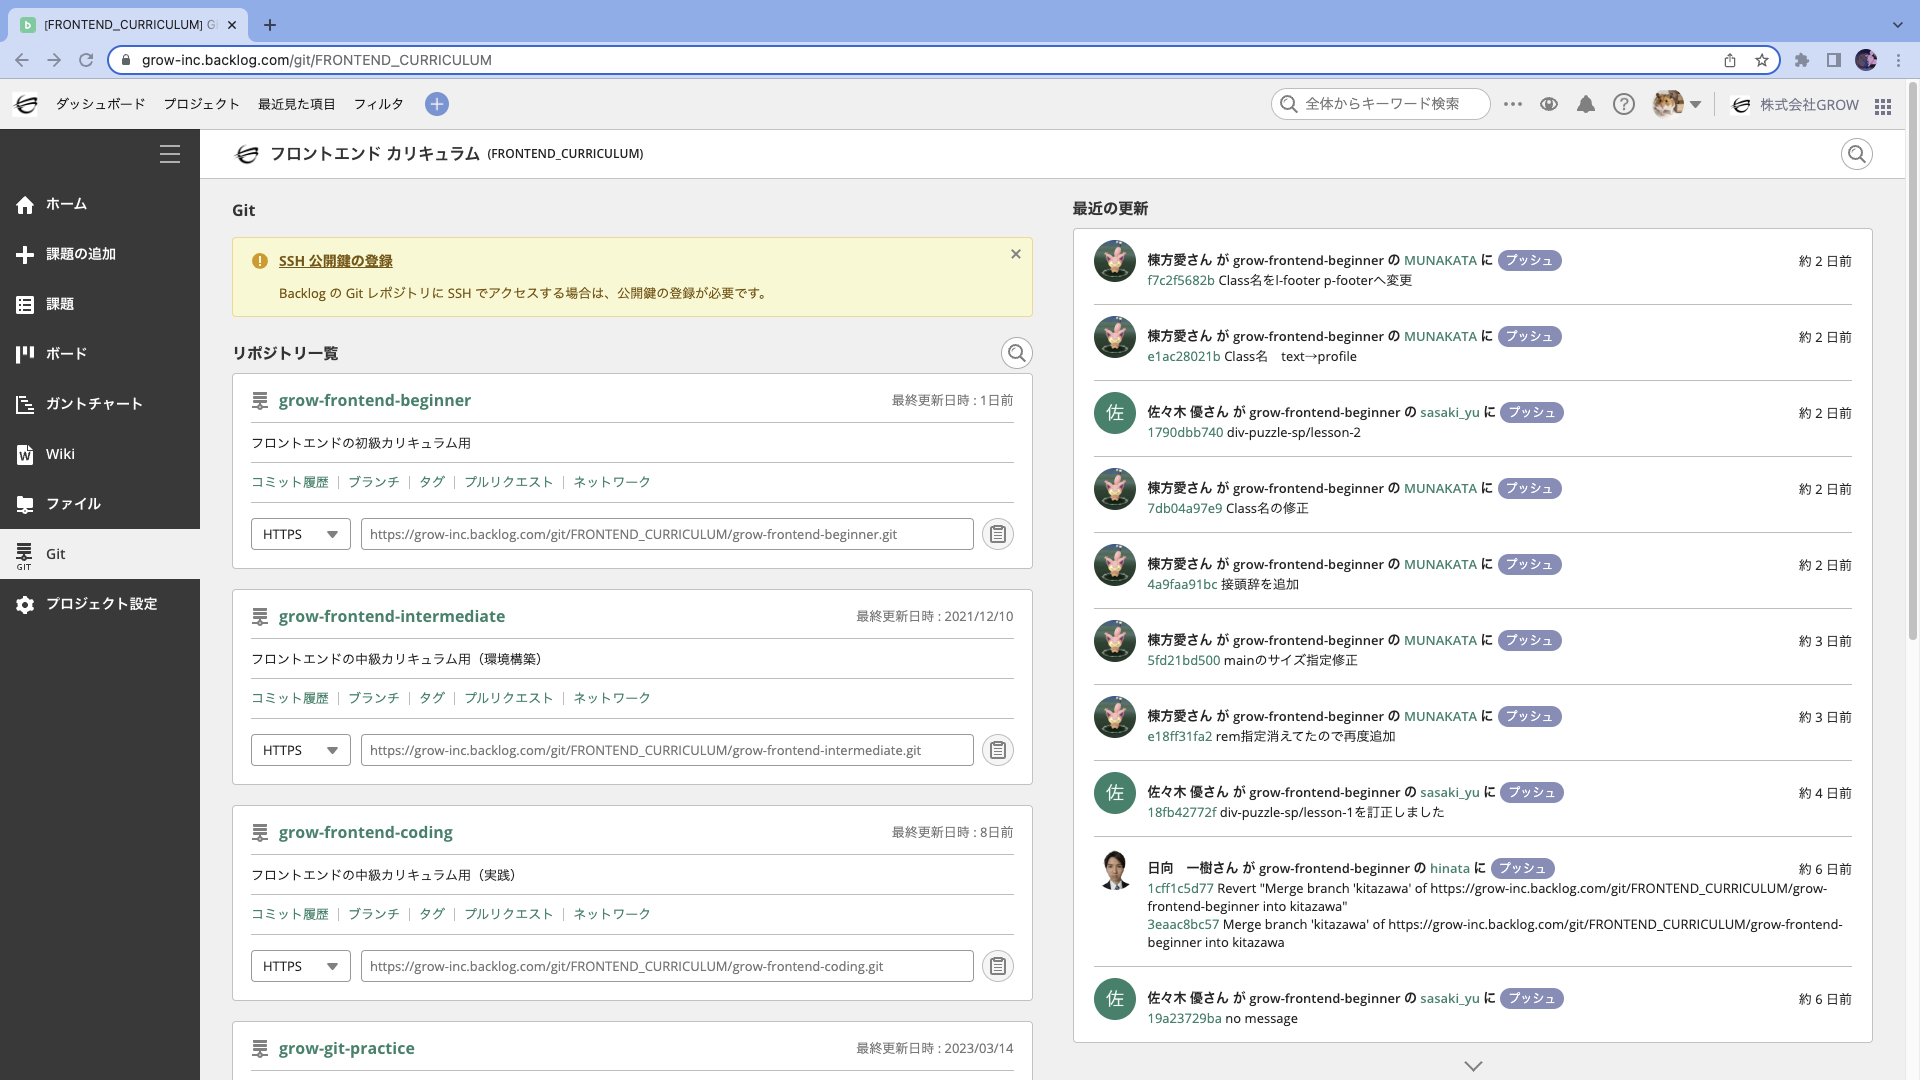 [FRONTEND_CURRICULUM] G
grow-inc.backlog.com/git/FRONTEND_CURRICULUM
ダッシュボード プロジェクト 最近見た項目 フィルタ
全体からキーワード検索
株式会社GROW
フロントエンド カリキュラム (FRONTEND_CURRICULUM)
ホーム
課題の追加
課題
ボード
ガントチャート
Wiki
ファイル
Git
GIT
プロジェクト設定
Git
SSH 公開鍵の登録
Backlog の Git レポジトリに SSH でアクセスする場合は、公開鍵の登録が必要です。
リポジトリ一覧
grow-frontend-beginner 最終更新日時 : 1日前
フロントエンドの初級カリキュラム用
コミット履歴 | ブランチ | タグ | プルリクエスト | ネットワーク
HTTPS https://grow-inc.backlog.com/git/FRONTEND_CURRICULUM/grow-frontend-beginner.git
grow-frontend-intermediate 最終更新日時 : 2021/12/10
フロントエンドの中級カリキュラム用（環境構築）
コミット履歴 | ブランチ | タグ | プルリクエスト | ネットワーク
HTTPS https://grow-inc.backlog.com/git/FRONTEND_CURRICULUM/grow-frontend-intermediate.git
grow-frontend-coding 最終更新日時 : 8日前
フロントエンドの中級カリキュラム用（実践）
コミット履歴 | ブランチ | タグ | プルリクエスト | ネットワーク
HTTPS https://grow-inc.backlog.com/git/FRONTEND_CURRICULUM/grow-frontend-coding.git
grow-git-practice 最終更新日時 : 2023/03/14
最近の更新
棟方愛さん が grow-frontend-beginner の MUNAKATA に プッシュ 約 2 日前
f7c2f5682b Class名をl-footer p-footerへ変更
棟方愛さん が grow-frontend-beginner の MUNAKATA に プッシュ 約 2 日前
e1ac28021b Class名　text→profile
佐 佐々木 優さん が grow-frontend-beginner の sasaki_yu に プッシュ 約 2 日前
1790dbb740 div-puzzle-sp/lesson-2
棟方愛さん が grow-frontend-beginner の MUNAKATA に プッシュ 約 2 日前
7db04a97e9 Class名の修正
棟方愛さん が grow-frontend-beginner の MUNAKATA に プッシュ 約 2 日前
4a9faa91bc 接頭辞を追加
棟方愛さん が grow-frontend-beginner の MUNAKATA に プッシュ 約 3 日前
5fd21bd500 mainのサイズ指定修正
棟方愛さん が grow-frontend-beginner の MUNAKATA に プッシュ 約 3 日前
e18ff31fa2 rem指定消えてたので再度追加
佐 佐々木 優さん が grow-frontend-beginner の sasaki_yu に プッシュ 約 4 日前
18fb42772f div-puzzle-sp/lesson-1を訂正しました
日向　一樹さん が grow-frontend-beginner の hinata に プッシュ 約 6 日前
1cff1c5d77 Revert "Merge branch 'kitazawa' of https://grow-inc.backlog.com/git/FRONTEND_CURRICULUM/grow-
frontend-beginner into kitazawa"
3eaac8bc57 Merge branch 'kitazawa' of https://grow-inc.backlog.com/git/FRONTEND_CURRICULUM/grow-frontend-
beginner into kitazawa
佐 佐々木 優さん が grow-frontend-beginner の sasaki_yu に プッシュ 約 6 日前
19a23729ba no message